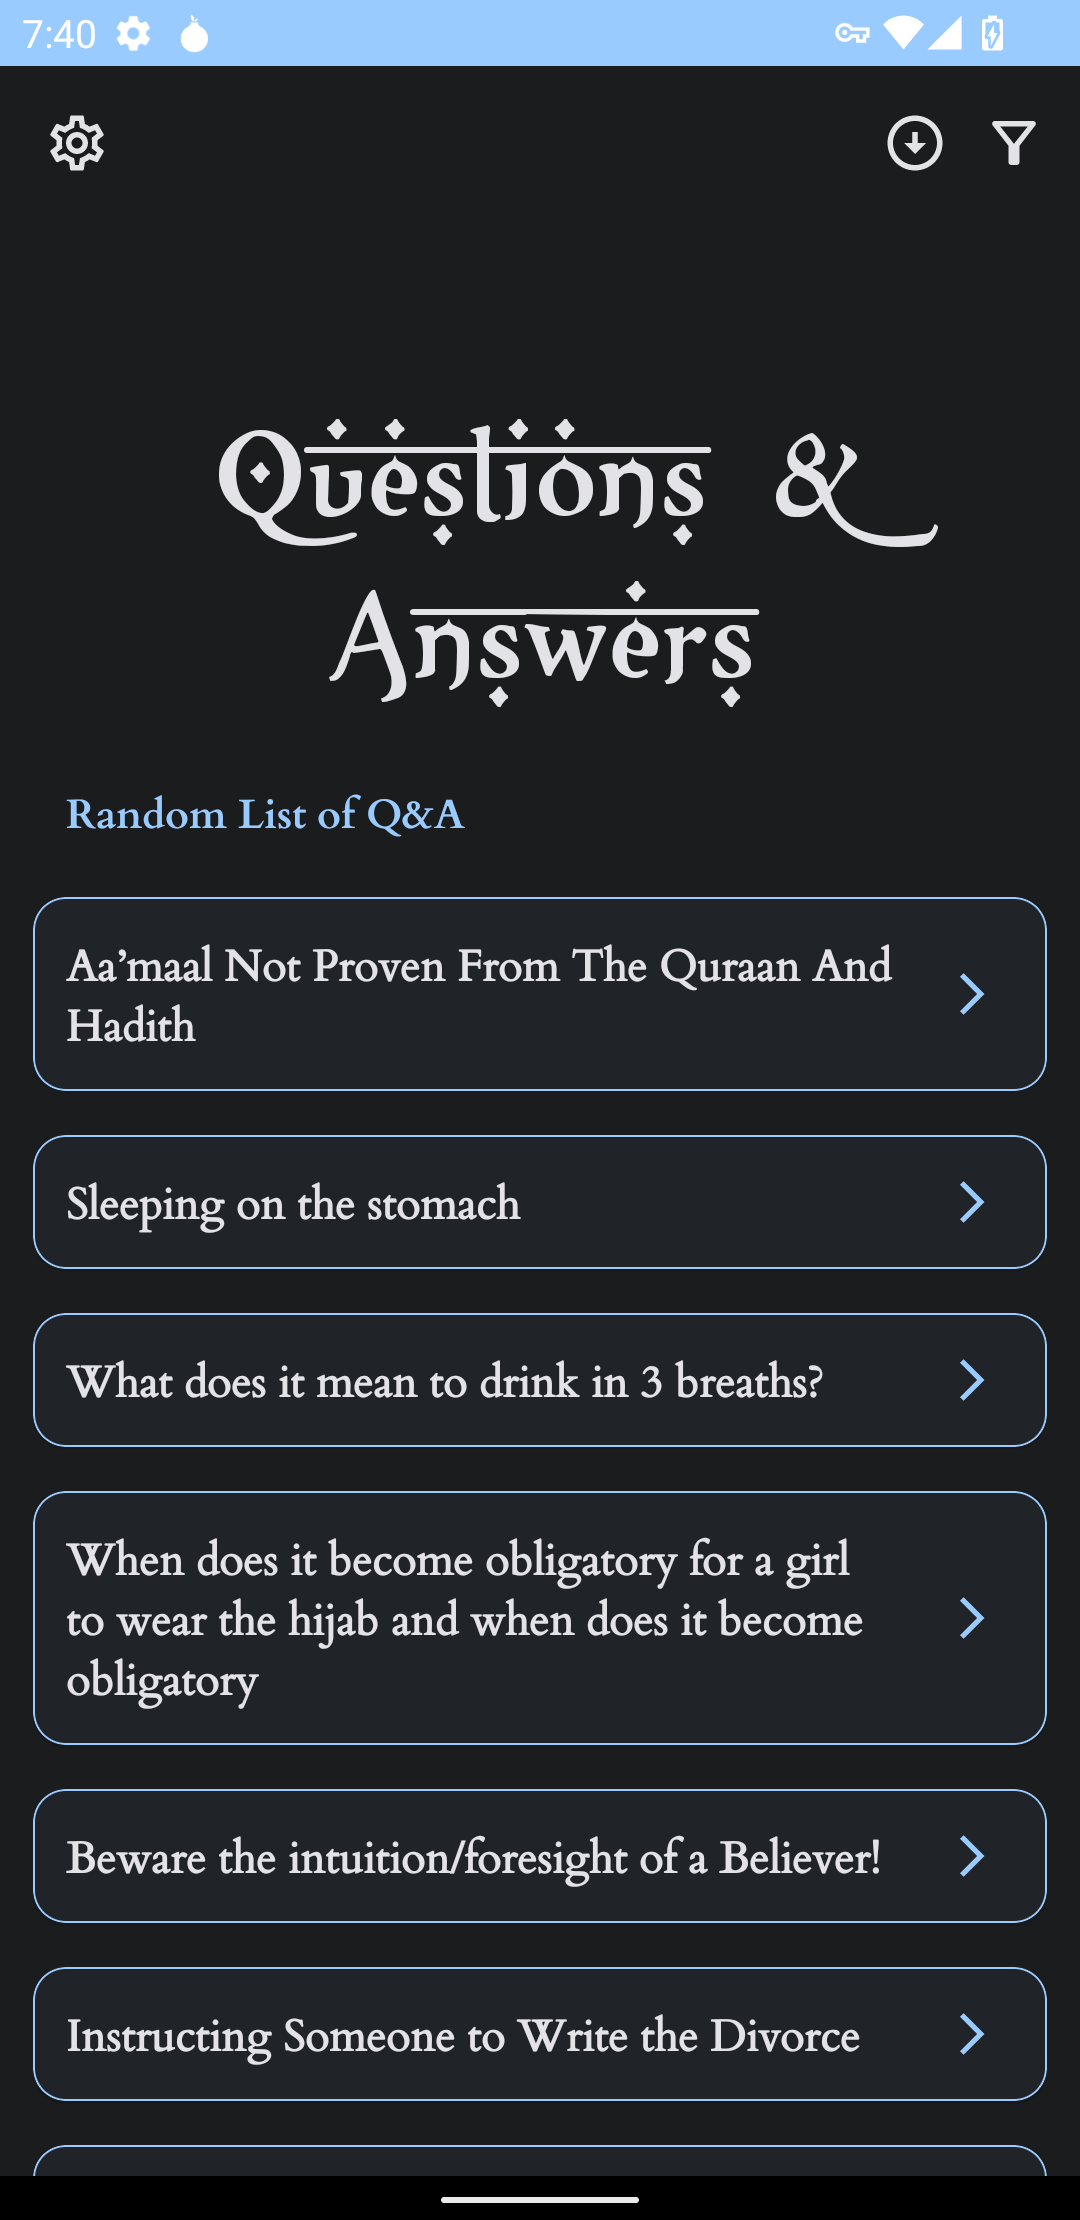 7:40
Questions &
Answers
Random List of Q&A
Aa’maal Not Proven From The Quraan And
Hadith
Sleeping on the stomach
What does it mean to drink in 3 breaths?
When does it become obligatory for a girl
to wear the hijab and when does it become
obligatory
Beware the intuition/foresight of a Believer!
Instructing Someone to Write the Divorce